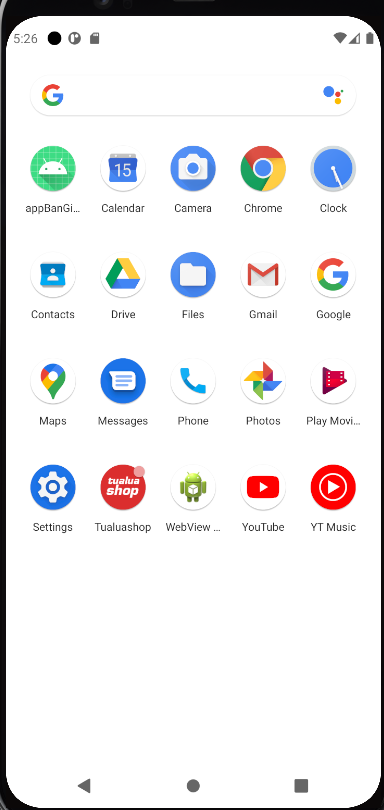 5:26
appBanGi...
Calendar
Camera
Chrome
Clock
15
Contacts
Drive
Files
Gmail
Google
Maps
Messages
Phone
Photos
Play Movi...
tualua
shop
Settings
Tualuashop
WebView ...
YouTube
YT Music